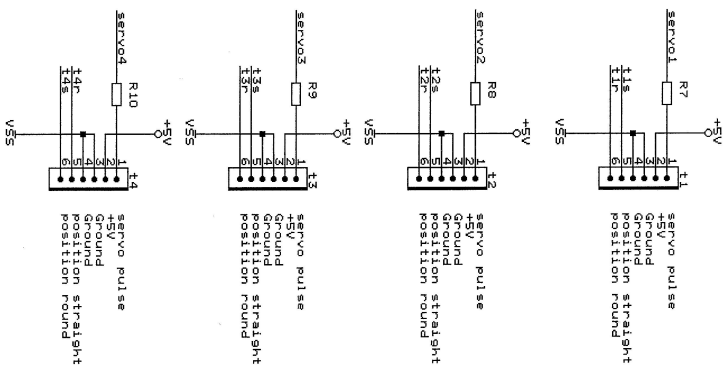 +5V
t1
R7
servo1
1
2
3
4
5
6
t1s
t1r
VSS
servo pulse
+5V
Ground
Ground
position straight
position round
+5V
t2
R8
servo2
1
2
3
4
5
6
t2s
t2r
VSS
servo pulse
+5V
Ground
Ground
position straight
position round
+5V
t3
R9
servo3
1
2
3
4
5
6
t3s
t3r
VSS
servo pulse
+5V
Ground
Ground
position straight
position round
+5V
t4
R10
servo4
1
2
3
4
5
6
t4r
t4s
VSS
servo pulse
+5V
Ground
Ground
position straight
position round